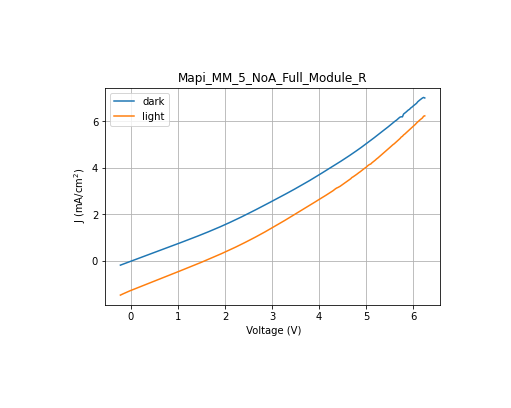 Mapi_MM_5_NoA_Full_Module_R
dark
light
J (mA/cm²)
6
4
2
0
0 1 2 3 4 5 6
Voltage (V)